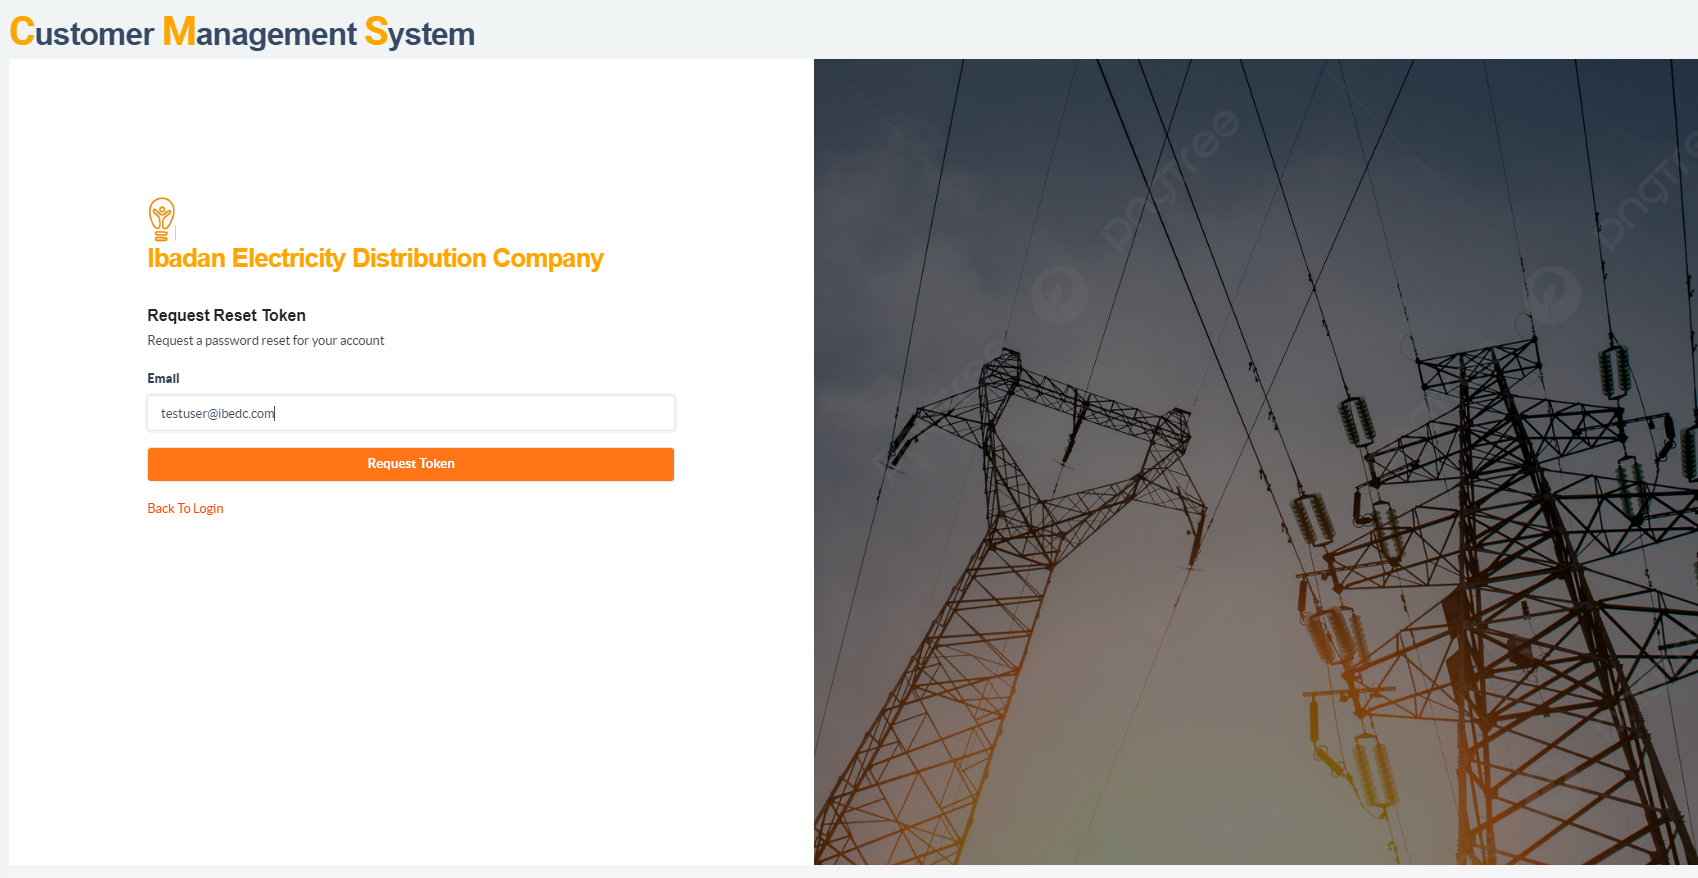 Customer Management System
Ibadan Electricity Distribution Company
Request Reset Token
Request a password reset for your account
Email
testuser@ibedc.com
Request Token
Back To Login
pngtree
pngtree